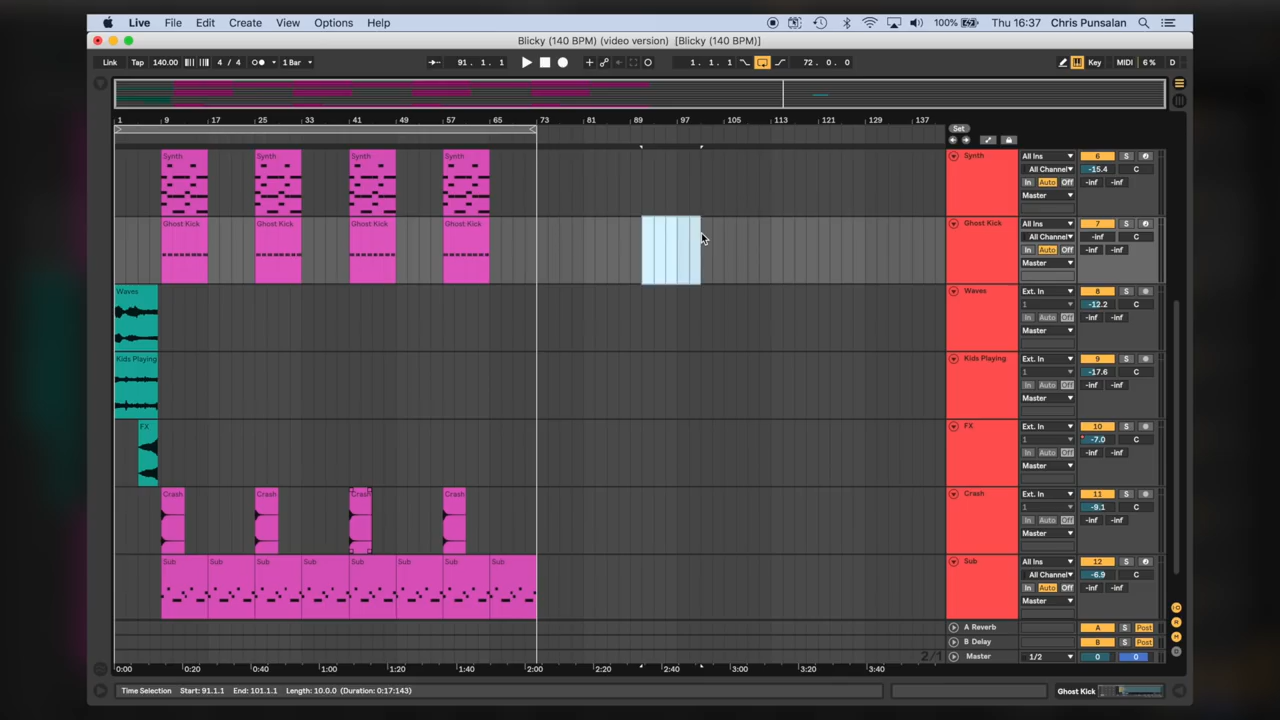 Live File Edit Create View Options Help 100% Thu 16:37 Chris Punsalan
Blicky (140 BPM) (video version) [Blicky (140 BPM)]
Link Tap 140.00 4 / 4 1 Bar 91. 1. 1 1. 1. 1 72. 0. 0 Key MIDI 6 % D
1 9 17 25 33 41 49 57 65 73 81 89 97 105 113 121 129 137
Set
Synth Synth Synth Synth Synth All Ins 6 S
All Channel -15.4 C
In Auto Off -inf -inf
Master
Ghost Kick Ghost Kick Ghost Kick Ghost Kick Ghost Kick All Ins 7 S
All Channel -inf C
In Auto Off -inf -inf
Master
Waves Waves Ext. In 8 S
1 -12.2 C
In Auto Off -inf -inf
Master
Kids Playing Kids Playing Ext. In 9 S
1 -17.6 C
In Auto Off -inf -inf
Master
FX FX Ext. In 10 S
1 -7.0 C
In Auto Off -inf -inf
Master
Crash Crash Crash Crash Crash Ext. In 11 S
1 -9.1 C
In Auto Off -inf -inf
Master
Sub Sub Sub Sub Sub Sub Sub Sub Sub All Ins 12 S
All Channel -6.9 C
In Auto Off -inf -inf
Master
A Reverb A S Post
B Delay B S Post
2/1 Master 1/2 0 0
0:00 0:20 0:40 1:00 1:20 1:40 2:00 2:20 2:40 3:00 3:20 3:40
Time Selection Start: 91.1.1 End: 101.1.1 Length: 10.0.0 (Duration: 0:17:143) Ghost Kick